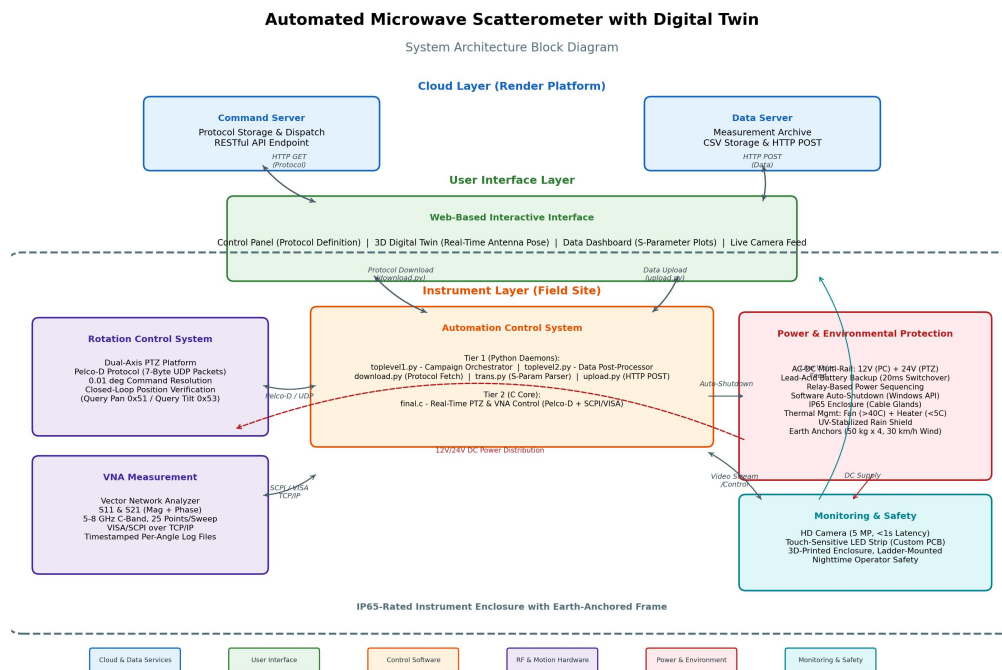 Automated Microwave Scatterometer with Digital Twin
System Architecture Block Diagram
Cloud Layer (Render Platform)
Command Server
Protocol Storage & Dispatch
RESTful API Endpoint
HTTP GET
(Protocol)
Data Server
Measurement Archive
CSV Storage & HTTP POST
HTTP POST
(Data)
User Interface Layer
Web-Based Interactive Interface
Control Panel (Protocol Definition) | 3D Digital Twin (Real-Time Antenna Pose) | Data Dashboard (S-Parameter Plots) | Live Camera Feed
Protocol Download
(download.py)
Data Upload
(upload.py)
Instrument Layer (Field Site)
Rotation Control System
Dual-Axis PTZ Platform
Pelco-D Protocol (7-Byte UDP Packets)
0.01 deg Command Resolution
Closed-Loop Position Verification
(Query Pan 0x51 / Query Tilt 0x53)
Pelco-D / UDP
Automation Control System
Tier 1 (Python Daemons):
toplevel1.py - Campaign Orchestrator | toplevel2.py - Data Post-Processor
download.py (Protocol Fetch) | trans.py (S-Param Parser) | upload.py (HTTP POST)
Tier 2 (C Core):
final.c - Real-Time PTZ & VNA Control (Pelco-D + SCPI/VISA)
12V/24V DC Power Distribution
Auto-Shutdown
Power & Environmental Protection
AC-DC Multi-Rail: 12V (PC) + 24V (PTZ)
Lead-Acid Battery Backup (20ms Switchover)
Relay-Based Power Sequencing
Software Auto-Shutdown (Windows API)
IP65 Enclosure (Cable Glands)
Thermal Mgmt: Fan (>40C) + Heater (<5C)
UV-Stabilized Rain Shield
Earth Anchors (50 kg x 4, 30 km/h Wind)
VNA Measurement
Vector Network Analyzer
S11 & S21 (Mag + Phase)
5-8 GHz C-Band, 25 Points/Sweep
VISA/SCPI over TCP/IP
Timestamped Per-Angle Log Files
SCPI / VISA
TCP/IP
Video Stream
/Control
DC Supply
Monitoring & Safety
HD Camera (5 MP, <1s Latency)
Touch-Sensitive LED Strip (Custom PCB)
3D-Printed Enclosure, Ladder-Mounted
Nighttime Operator Safety
IP65-Rated Instrument Enclosure with Earth-Anchored Frame
Cloud & Data Services
User Interface
Control Software
RF & Motion Hardware
Power & Environment
Monitoring & Safety